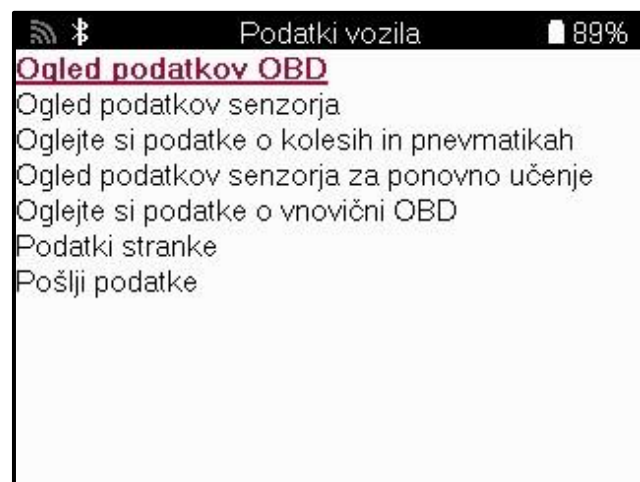 Podatki vozila 89%
Ogled podatkov OBD
Ogled podatkov senzorja
Oglejte si podatke o kolesih in pnevmatikah
Ogled podatkov senzorja za ponovno učenje
Oglejte si podatke o vnovični OBD
Podatki stranke
Pošlji podatke